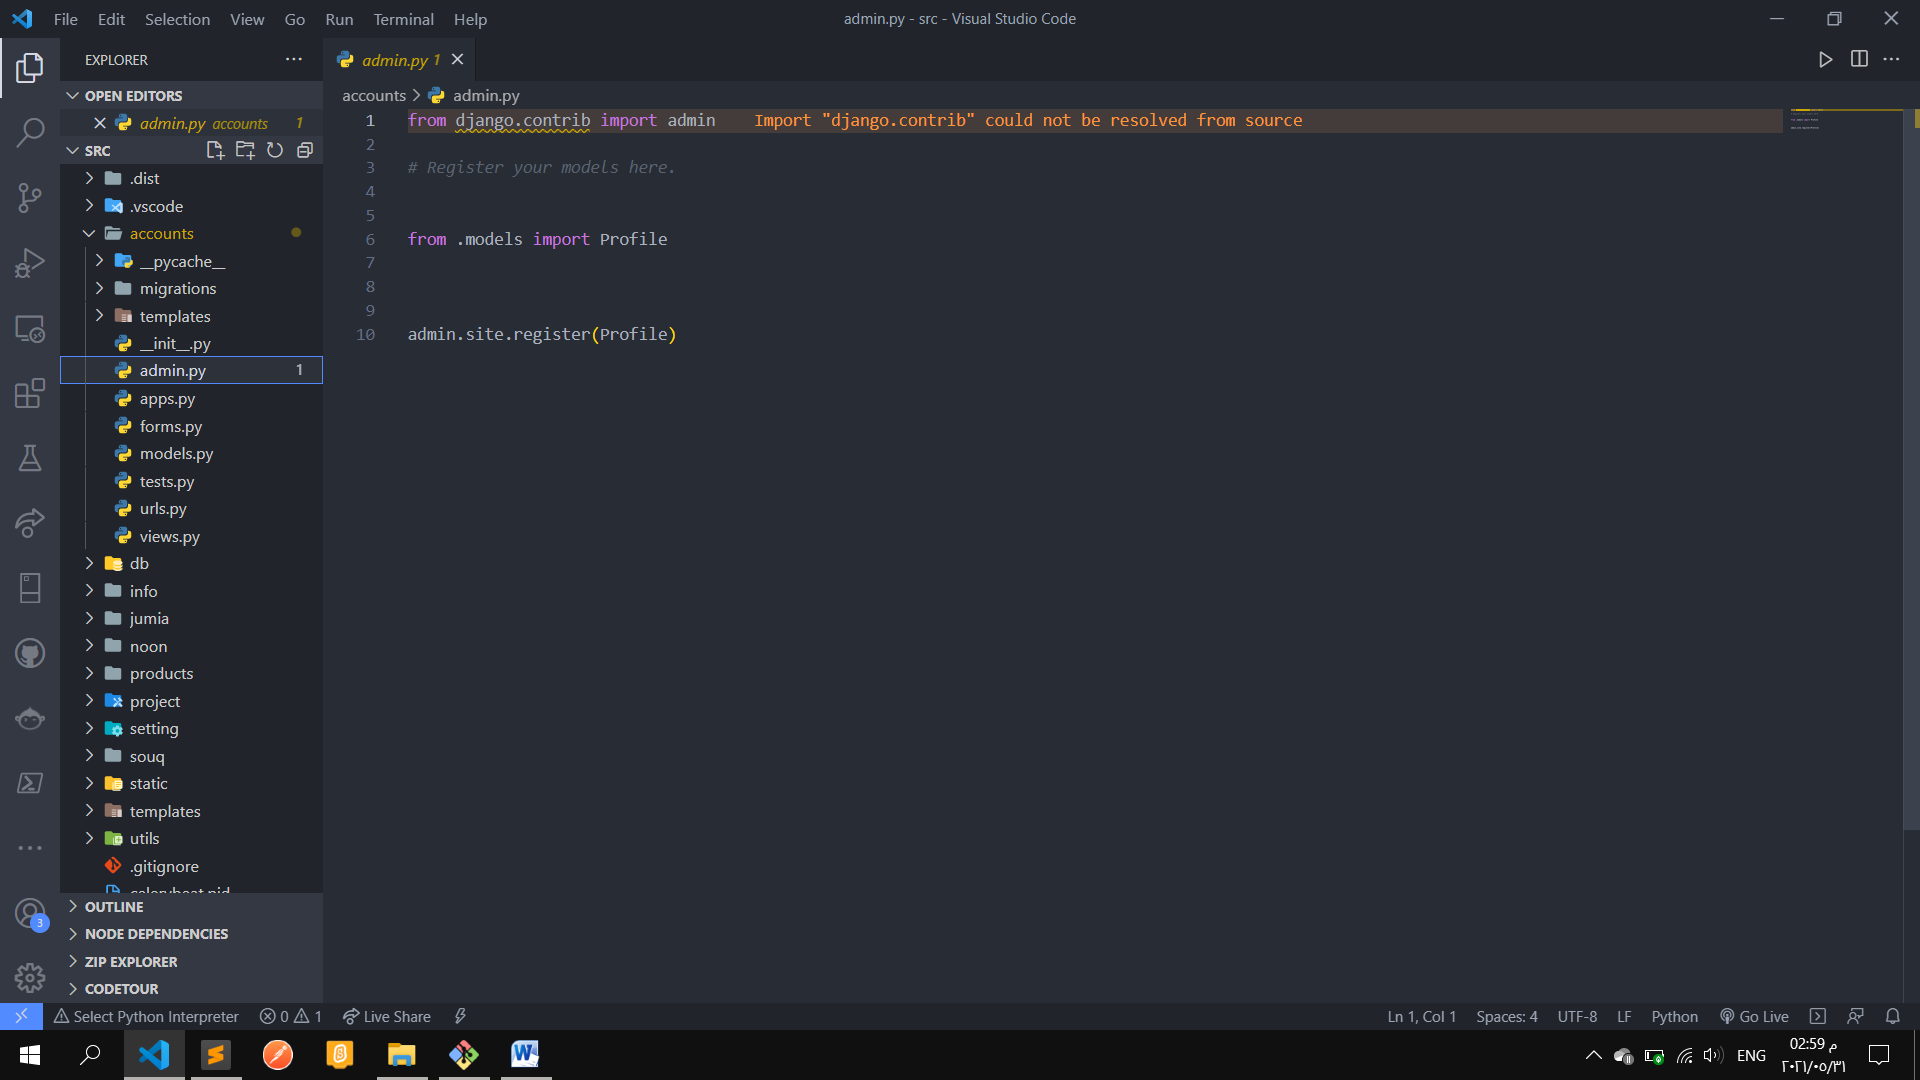 File Edit Selection View Go Run Terminal Help
admin.py - src - Visual Studio Code
EXPLORER
OPEN EDITORS
admin.py accounts 1
SRC
.dist
.vscode
accounts
__pycache__
migrations
templates
__init__.py
admin.py 1
apps.py
forms.py
models.py
tests.py
urls.py
views.py
db
info
jumia
noon
products
project
setting
souq
static
templates
utils
.gitignore
celerybeat.pid
OUTLINE
NODE DEPENDENCIES
ZIP EXPLORER
CODETOUR
3
admin.py 1
accounts > admin.py
1 from django.contrib import admin Import "django.contrib" could not be resolved from source
2
3 # Register your models here.
4
5
6 from .models import Profile
7
8
9
10 admin.site.register(Profile)
Select Python Interpreter 0 1 Live Share
Ln 1, Col 1 Spaces: 4 UTF-8 LF Python Go Live
ENG
02:59 م
٢٠٢١/٠٥/٣١